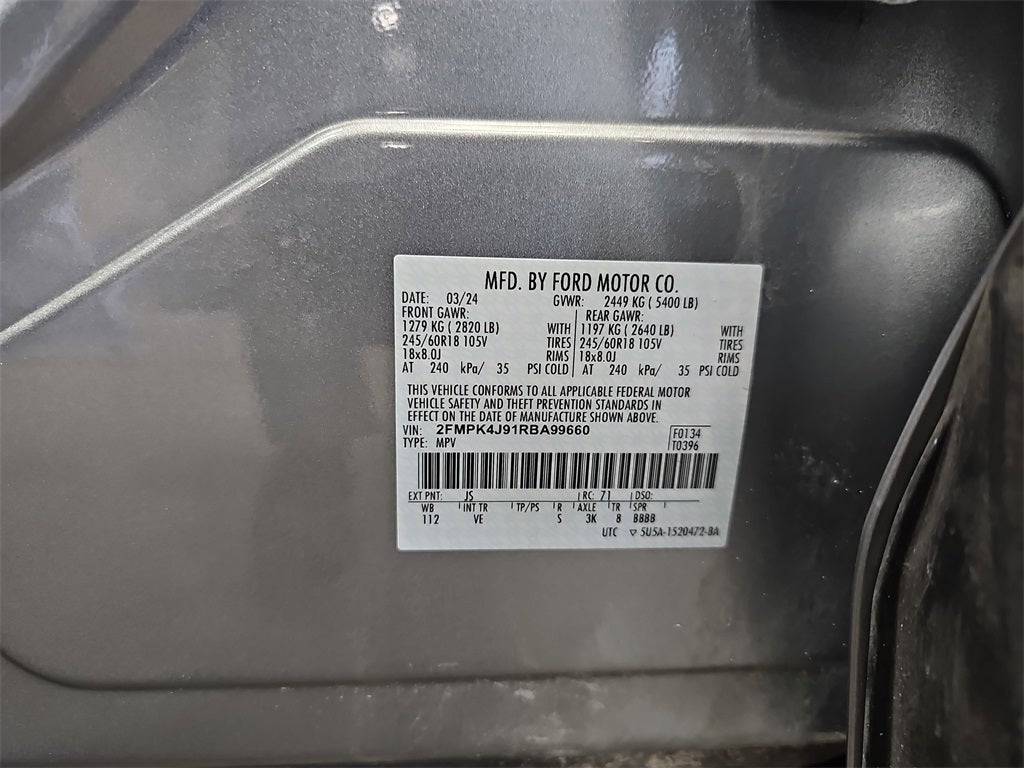 MFD. BY FORD MOTOR CO.
DATE: 03/24 GVWR: 2449 KG ( 5400 LB)
FRONT GAWR: REAR GAWR:
1279 KG ( 2820 LB) WITH 1197 KG ( 2640 LB) WITH
245/60R18 105V TIRES 245/60R18 105V TIRES
18x8.0J RIMS 18x8.0J RIMS
AT 240 kPa/ 35 PSI COLD AT 240 kPa/ 35 PSI COLD
THIS VEHICLE CONFORMS TO ALL APPLICABLE FEDERAL MOTOR
VEHICLE SAFETY AND THEFT PREVENTION STANDARDS IN
EFFECT ON THE DATE OF MANUFACTURE SHOWN ABOVE.
VIN: 2FMPK4J91RBA99660 F0134
TYPE: MPV T0396
EXT PNT: JS RC: 71 DSO:
WB INT TR TP/PS R AXLE TR SPR
112 VE S 3K 8 BBBB
UTC ▽ 5U5A-1520472-BA